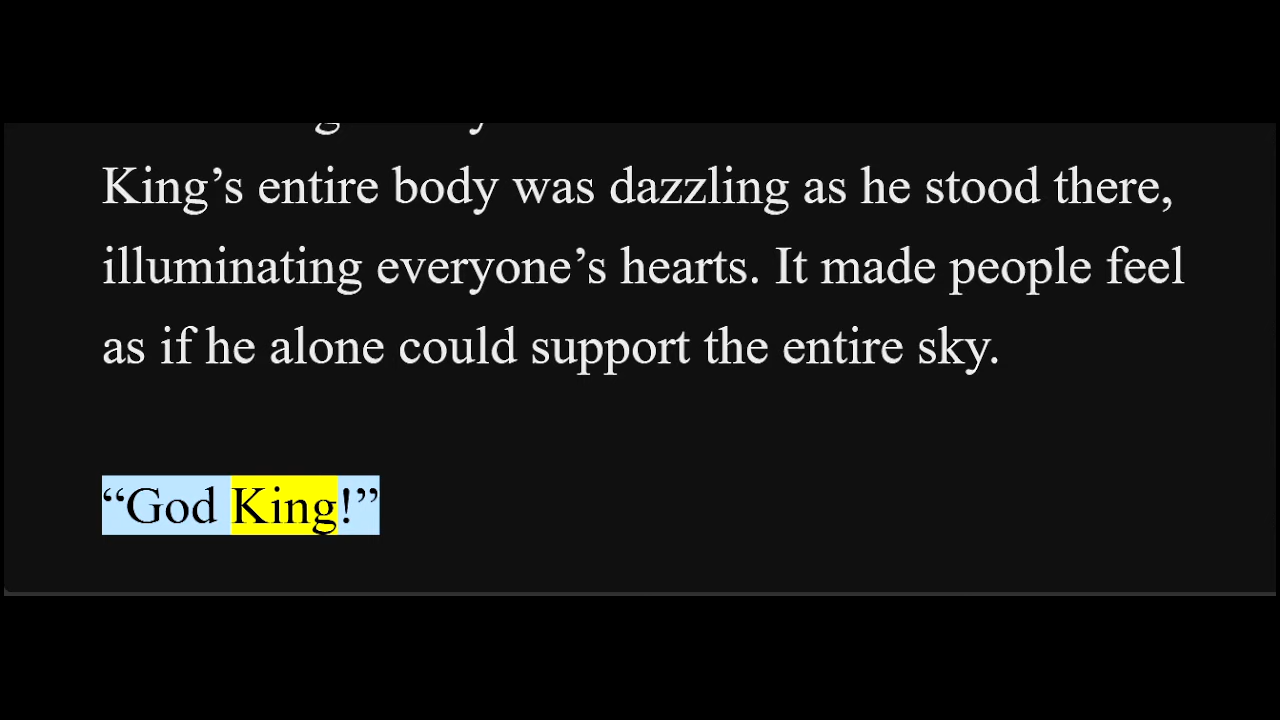 King’s entire body was dazzling as he stood there,
illuminating everyone’s hearts. It made people feel
as if he alone could support the entire sky.
“God King!”